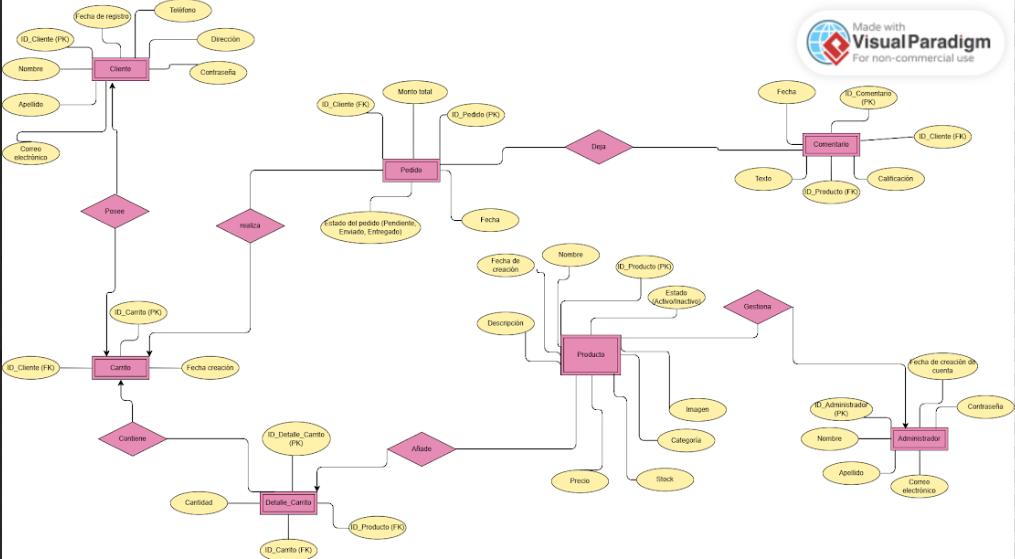 Made with
VisualParadigm
For non-commercial use
Fecha de registro
Teléfono
ID_Cliente (PK)
Dirección
Nombre
Cliente
Contraseña
Apellido
Correo
electrónico
Monto total
ID_Cliente (FK)
ID_Pedido (PK)
Pedido
Estado del pedido (Pendiente,
Enviado, Entregado)
Fecha
Deja
Fecha
ID_Comentario
(PK)
ID_Cliente (FK)
Comentario
Texto
Calificación
ID_Producto (FK)
Posee
realiza
Fecha de
creación
Nombre
ID_Producto (PK)
Estado
(Activo/Inactivo)
Descripción
Producto
Gestiona
Imagen
Categoría
Stock
Precio
ID_Carrito (PK)
ID_Cliente (FK)
Carrito
Fecha creación
Contiene
Añade
ID_Detalle_Carrito
(PK)
Cantidad
Detalle_Carrito
ID_Producto (FK)
ID_Carrito (FK)
Fecha de creación de
cuenta
ID_Administrador
(PK)
Contraseña
Nombre
Administrador
Apellido
Correo
electrónico